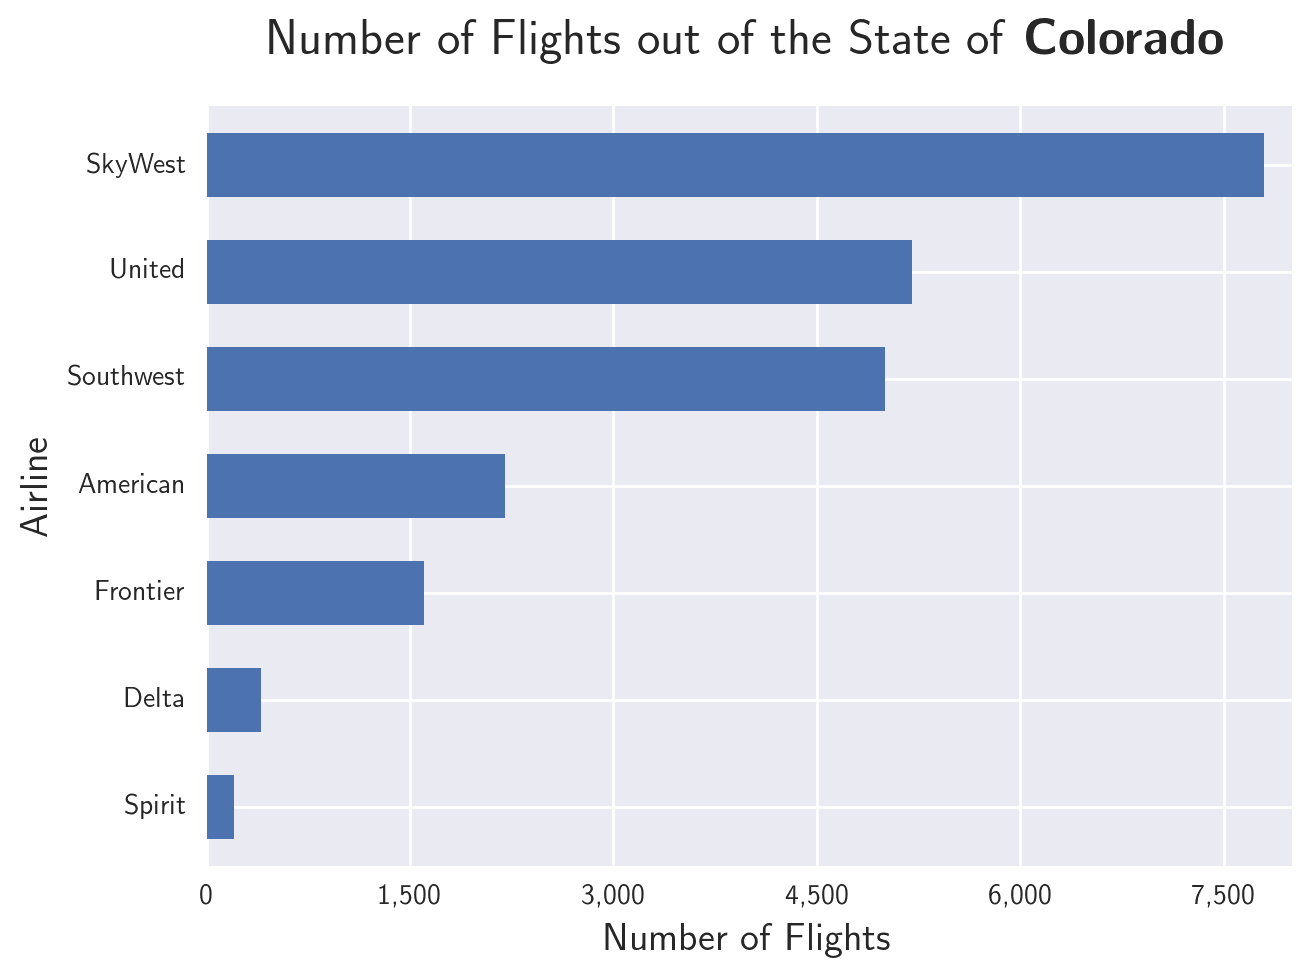 Number of Flights out of the State of Colorado
SkyWest
United
Southwest
American
Frontier
Delta
Spirit
Airline
0 1,500 3,000 4,500 6,000 7,500
Number of Flights